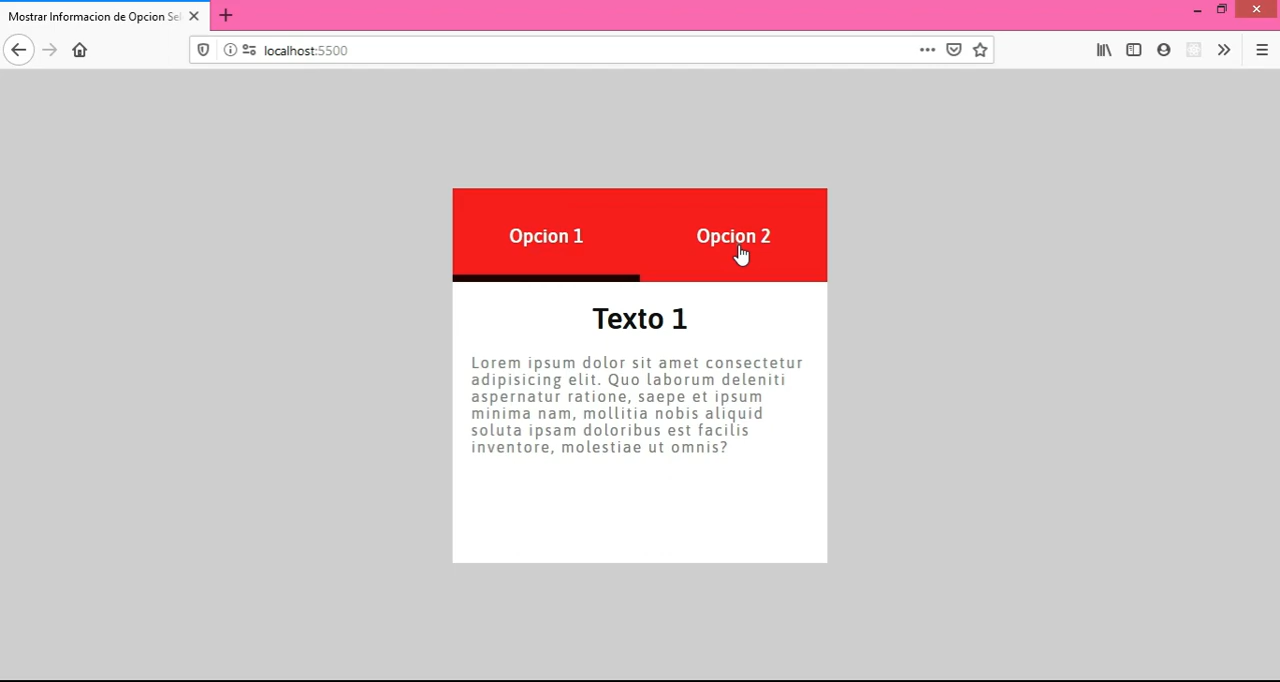 Mostrar Informacion de Opcion Sel
localhost:5500
Opcion 1
Opcion 2
Texto 1
Lorem ipsum dolor sit amet consectetur
adipisicing elit. Quo laborum deleniti
aspernatur ratione, saepe et ipsum
minima nam, mollitia nobis aliquid
soluta ipsam doloribus est facilis
inventore, molestiae ut omnis?